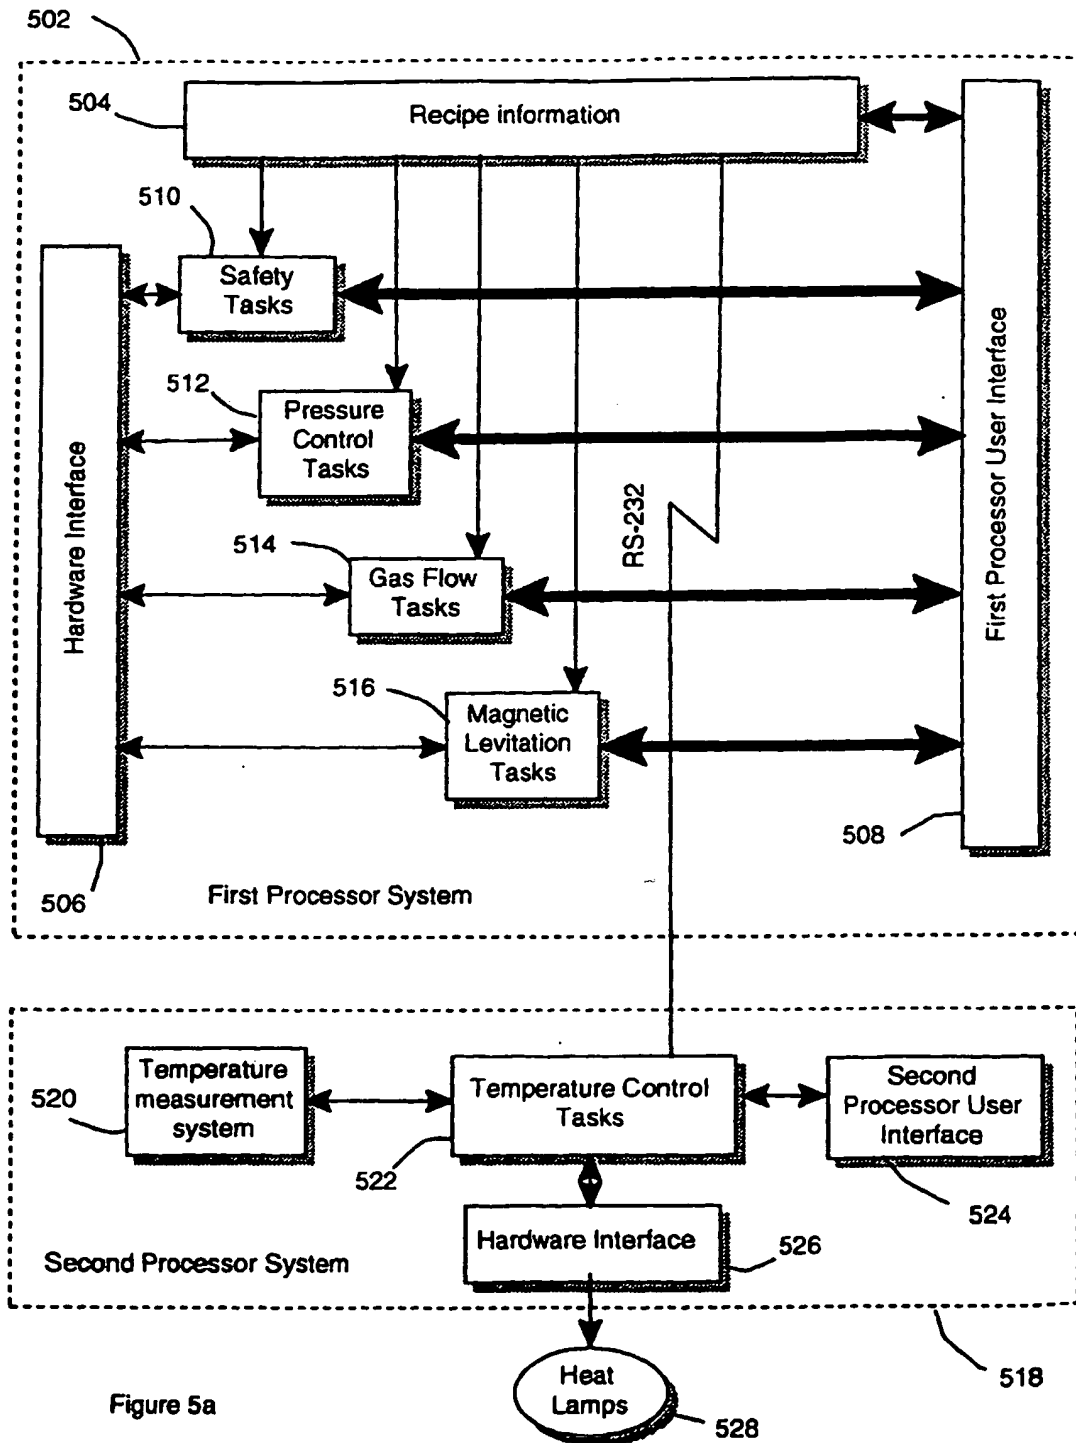 502
504
Recipe information
510
Safety
Tasks
512
Pressure
Control
Tasks
RS-232
514
Gas Flow
Tasks
516
Magnetic
Levitation
Tasks
Hardware Interface
First Processor User Interface
508
506
First Processor System
520
Temperature
measurement
system
Temperature Control
Tasks
522
Second
Processor User
Interface
524
Hardware Interface
526
Second Processor System
518
Heat
Lamps
528
Figure 5a